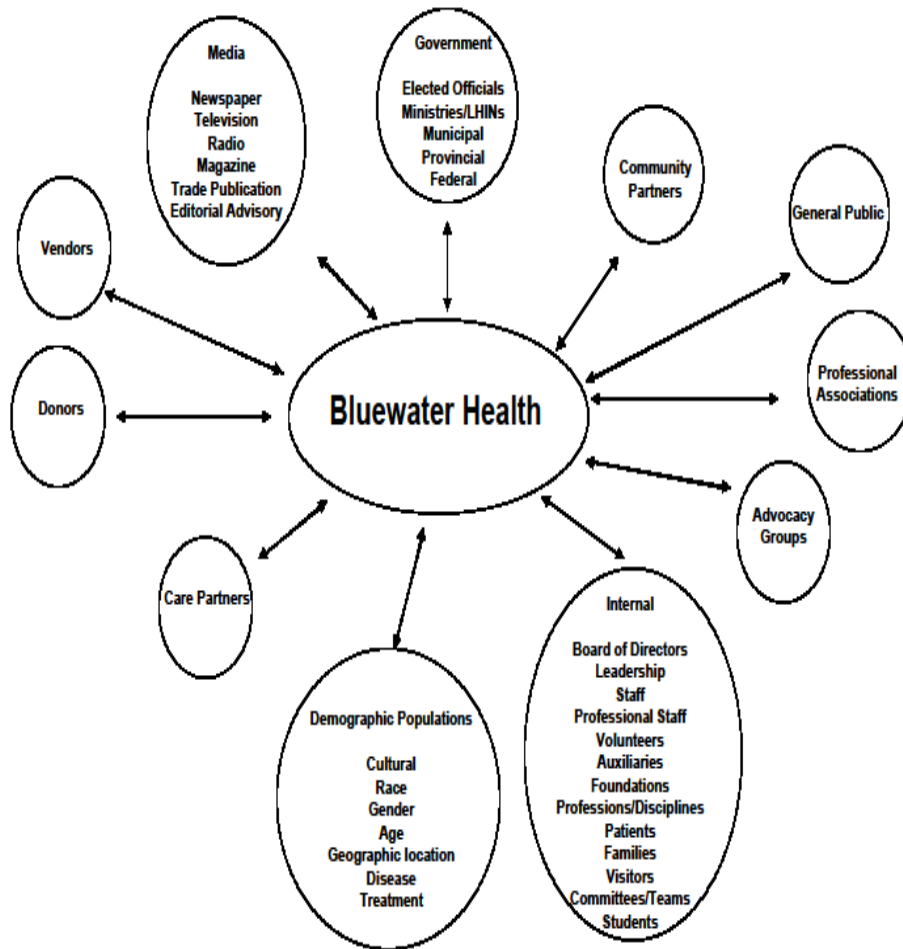 Media
Newspaper
Television
Radio
Magazine
Trade Publication
Editorial Advisory
Government
Elected Officials
Ministries/LHINs
Municipal
Provincial
Federal
Community
Partners
General Public
Vendors
Donors
Bluewater Health
Professional
Associations
Advocacy
Groups
Care Partners
Demographic Populations
Cultural
Race
Gender
Age
Geographic location
Disease
Treatment
Internal
Board of Directors
Leadership
Staff
Professional Staff
Volunteers
Auxiliaries
Foundations
Professions/Disciplines
Patients
Families
Visitors
Committees/Teams
Students